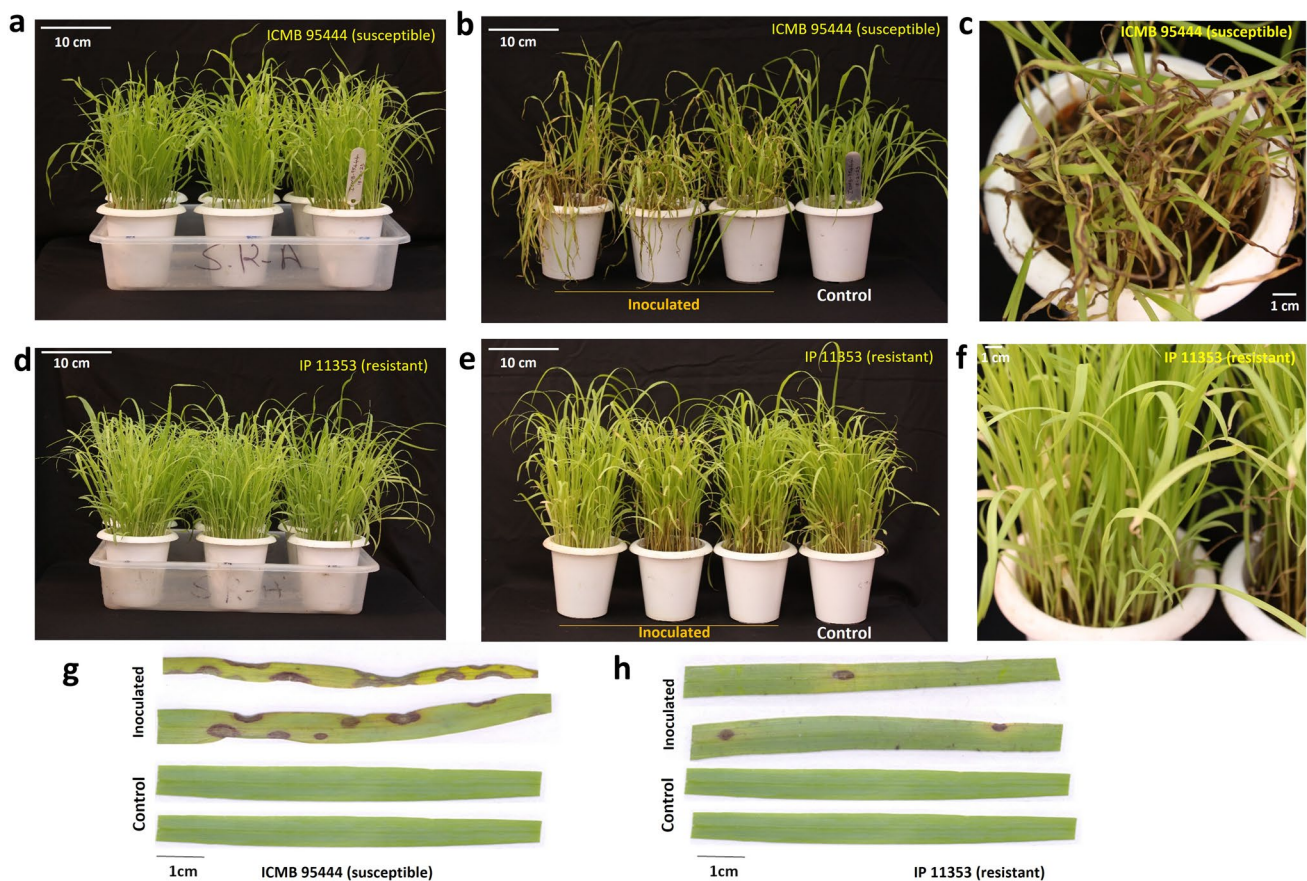 a
10 cm
ICMB 95444 (susceptible)
S.R-A
b
10 cm
ICMB 95444 (susceptible)
Inoculated
Control
c
ICMB 95444 (susceptible)
1 cm
d
10 cm
IP 11353 (resistant)
e
10 cm
IP 11353 (resistant)
Inoculated
Control
f
1 cm
IP 11353 (resistant)
g
Inoculated
Control
1cm
ICMB 95444 (susceptible)
h
Inoculated
Control
1cm
IP 11353 (resistant)